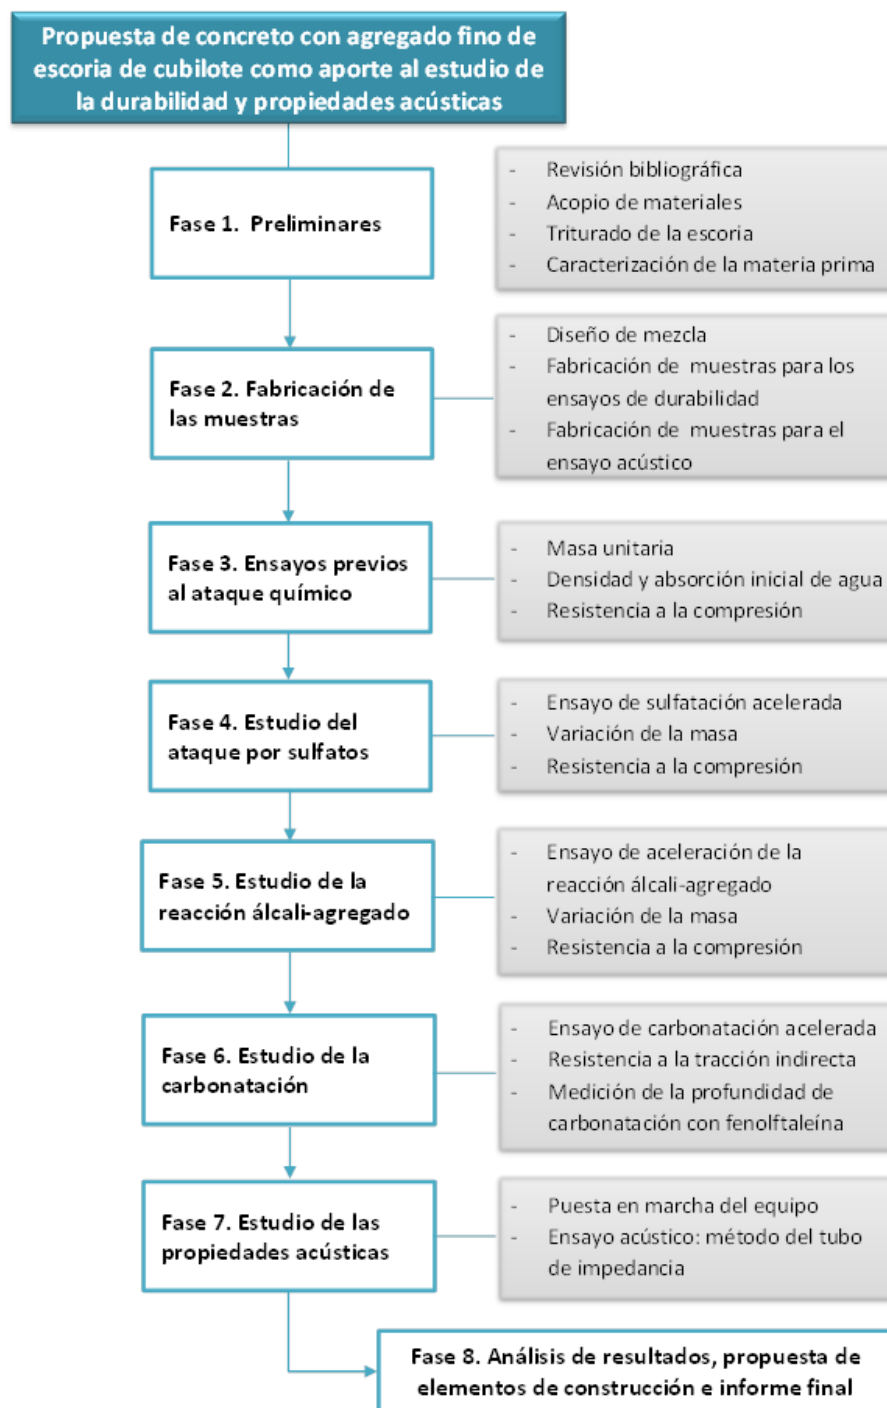 Propuesta de concreto con agregado fino de
escoria de cubilote como aporte al estudio de
la durabilidad y propiedades acústicas
Fase 1. Preliminares
- Revisión bibliográfica
- Acopio de materiales
- Triturado de la escoria
- Caracterización de la materia prima
Fase 2. Fabricación de
las muestras
- Diseño de mezcla
- Fabricación de muestras para los
ensayos de durabilidad
- Fabricación de muestras para el
ensayo acústico
Fase 3. Ensayos previos
al ataque químico
- Masa unitaria
- Densidad y absorción inicial de agua
- Resistencia a la compresión
Fase 4. Estudio del
ataque por sulfatos
- Ensayo de sulfatación acelerada
- Variación de la masa
- Resistencia a la compresión
Fase 5. Estudio de la
reacción álcali-agregado
- Ensayo de aceleración de la
reacción álcali-agregado
- Variación de la masa
- Resistencia a la compresión
Fase 6. Estudio de la
carbonatación
- Ensayo de carbonatación acelerada
- Resistencia a la tracción indirecta
- Medición de la profundidad de
carbonatación con fenolftaleína
Fase 7. Estudio de las
propiedades acústicas
- Puesta en marcha del equipo
- Ensayo acústico: método del tubo
de impedancia
Fase 8. Análisis de resultados, propuesta de
elementos de construcción e informe final